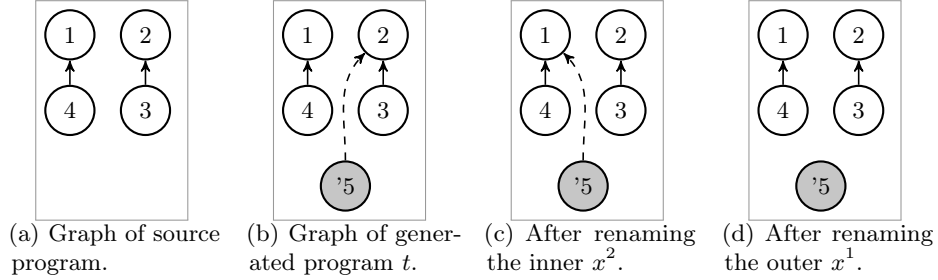 1 2
4 3
1 2
4 3
'5
1 2
4 3
'5
1 2
4 3
'5
(a) Graph of source
program.
(b) Graph of gener-
ated program t.
(c) After renaming
the inner x².
(d) After renaming
the outer x¹.